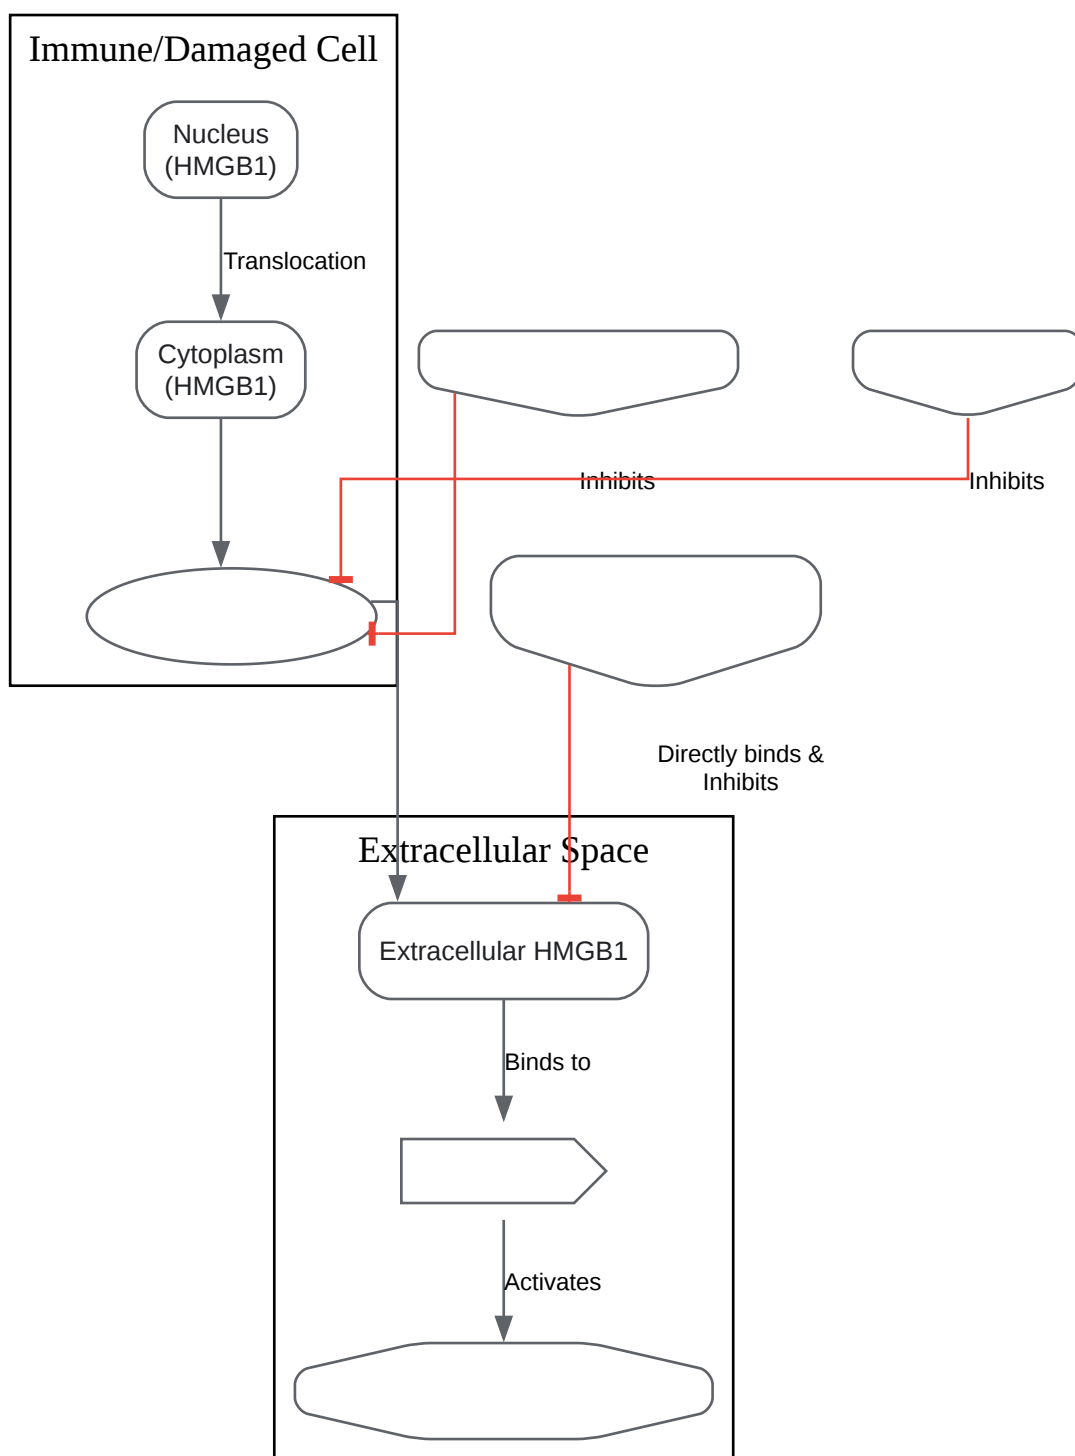 Immune/Damaged Cell
Nucleus
(HMGB1)
Translocation
Cytoplasm
(HMGB1)
Inhibits
Inhibits
Directly binds &
Inhibits
Extracellular Space
Extracellular HMGB1
Binds to
Activates